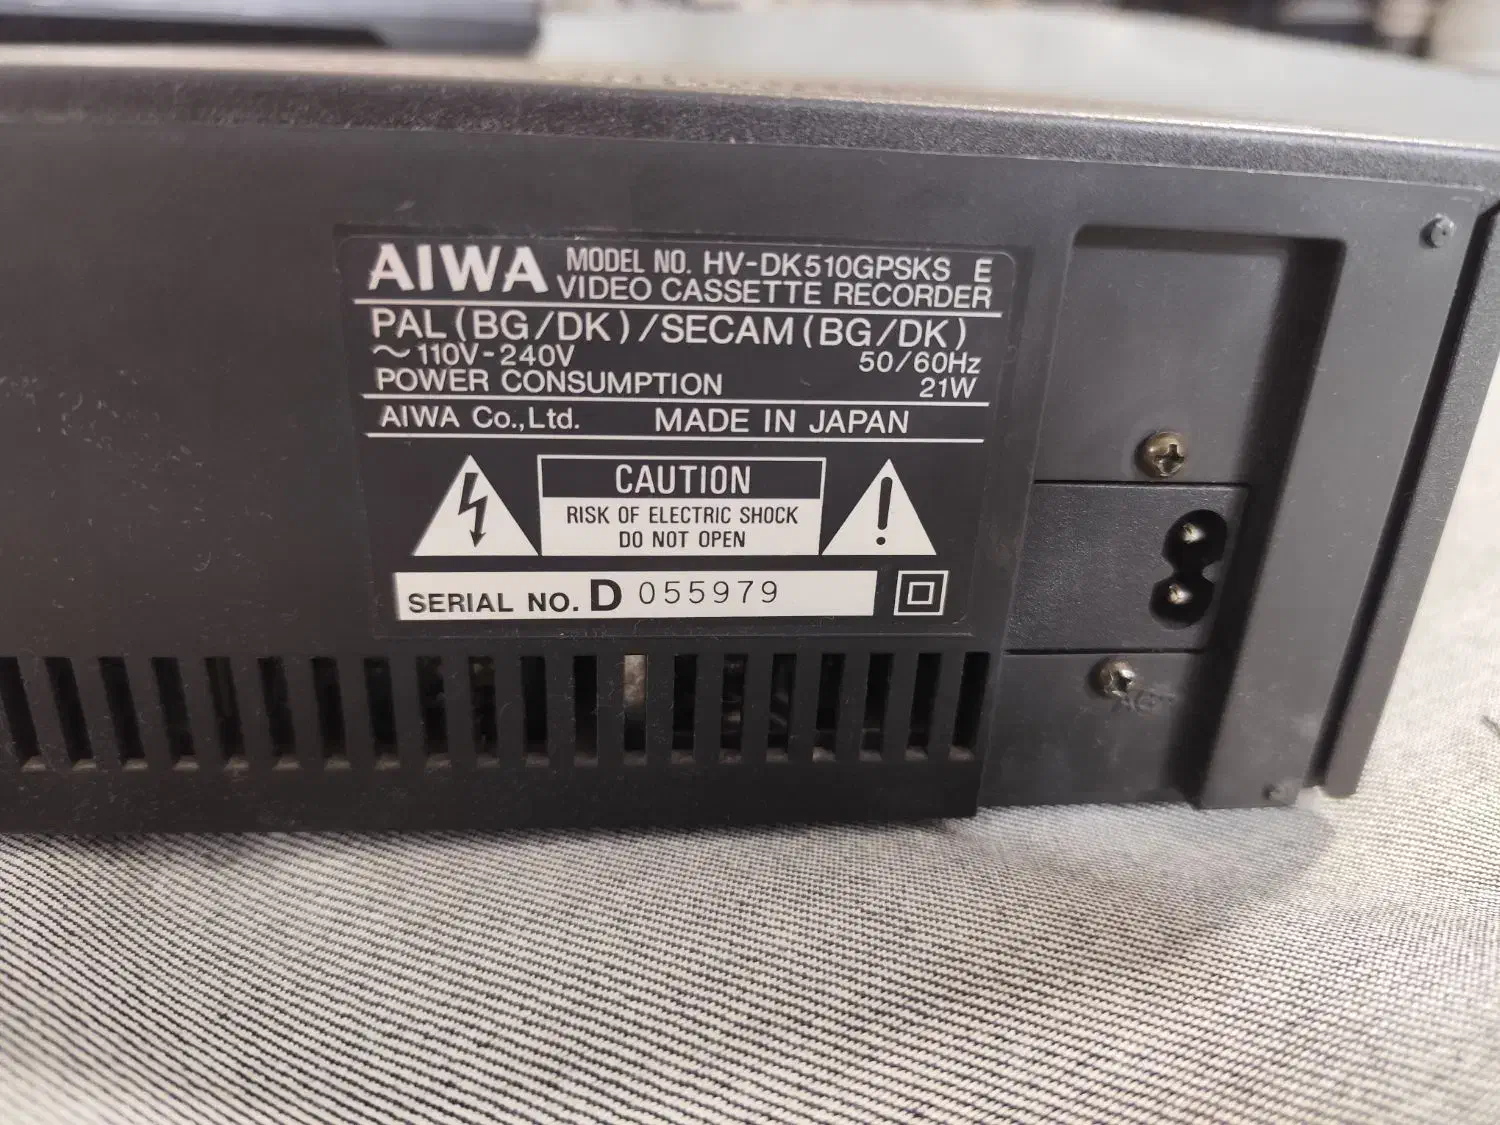 AIWA MODEL NO. HV-DK510GPSKS E
VIDEO CASSETTE RECORDER
PAL (BG/DK) / SECAM (BG/DK)
~110V-240V 50/60Hz
POWER CONSUMPTION 21W
AIWA Co.,Ltd. MADE IN JAPAN
CAUTION
RISK OF ELECTRIC SHOCK
DO NOT OPEN
SERIAL NO. D 055979